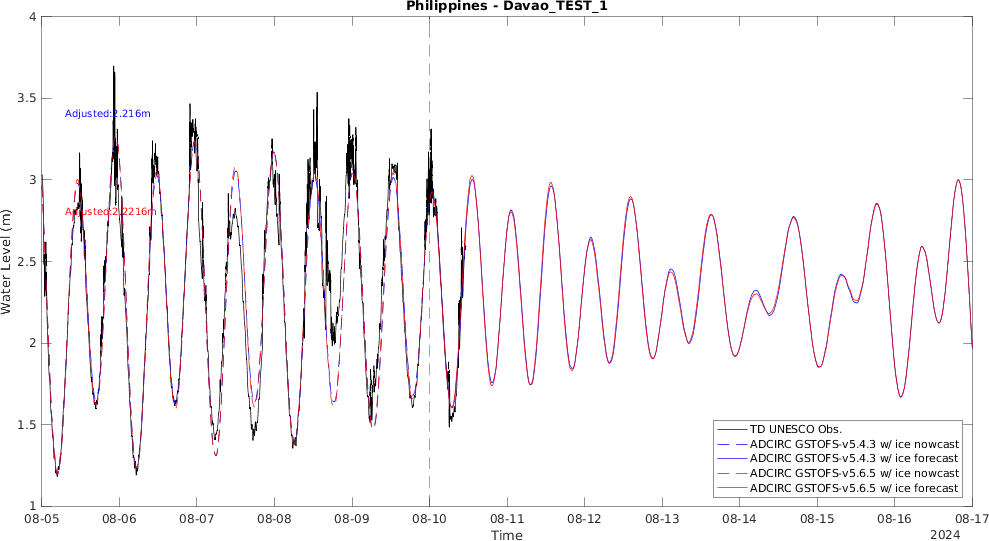 Philippines - Davao_TEST_1
4
3.5
3
2.5
2
1.5
1
Water Level (m)
Adjusted:2.216m
Adjusted:2.2216m
TD UNESCO Obs.
ADCIRC GSTOFS-v5.4.3 w/ ice nowcast
ADCIRC GSTOFS-v5.4.3 w/ ice forecast
ADCIRC GSTOFS-v5.6.5 w/ ice nowcast
ADCIRC GSTOFS-v5.6.5 w/ ice forecast
08-05 08-06 08-07 08-08 08-09 08-10 08-11 08-12 08-13 08-14 08-15 08-16 08-17
Time
2024